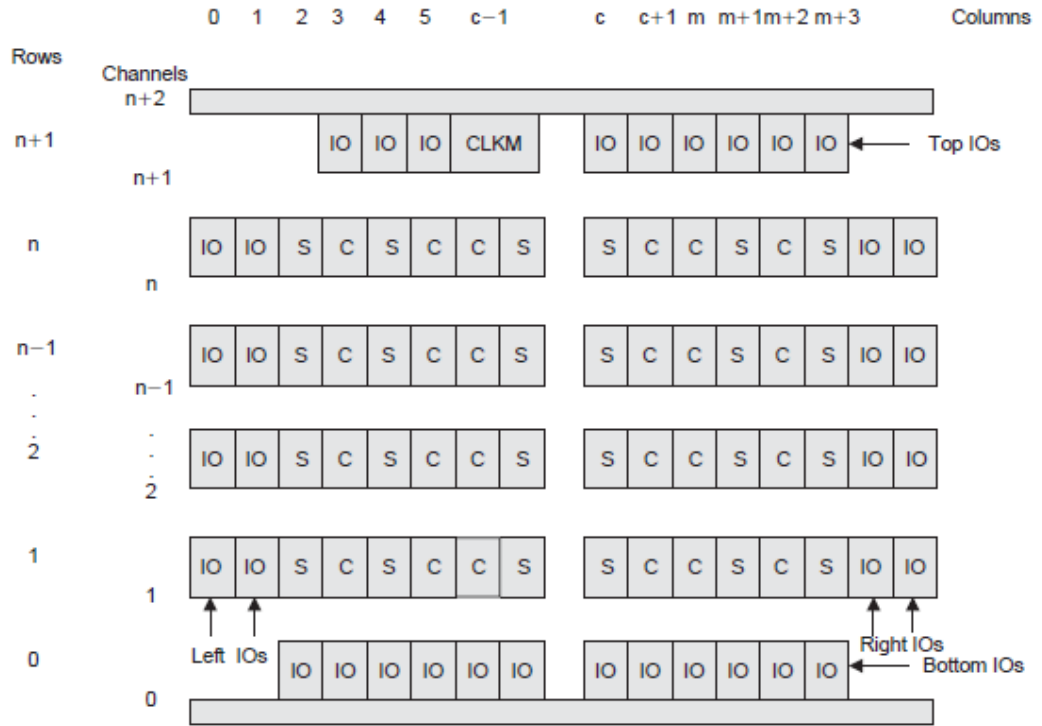 0 1 2 3 4 5 c−1 c c+1 m m+1 m+2 m+3 Columns
Rows
Channels
n+2
n+1 IO IO IO CLKM IO IO IO IO IO IO Top IOs
n+1
n IO IO S C S C C S S C C S C S IO IO
n
n−1 IO IO S C S C C S S C C S C S IO IO
n−1
2 IO IO S C S C C S S C C S C S IO IO
2
1 IO IO S C S C C S S C C S C S IO IO
1
Left IOs Right IOs
0 IO IO IO IO IO IO IO IO IO IO IO IO Bottom IOs
0